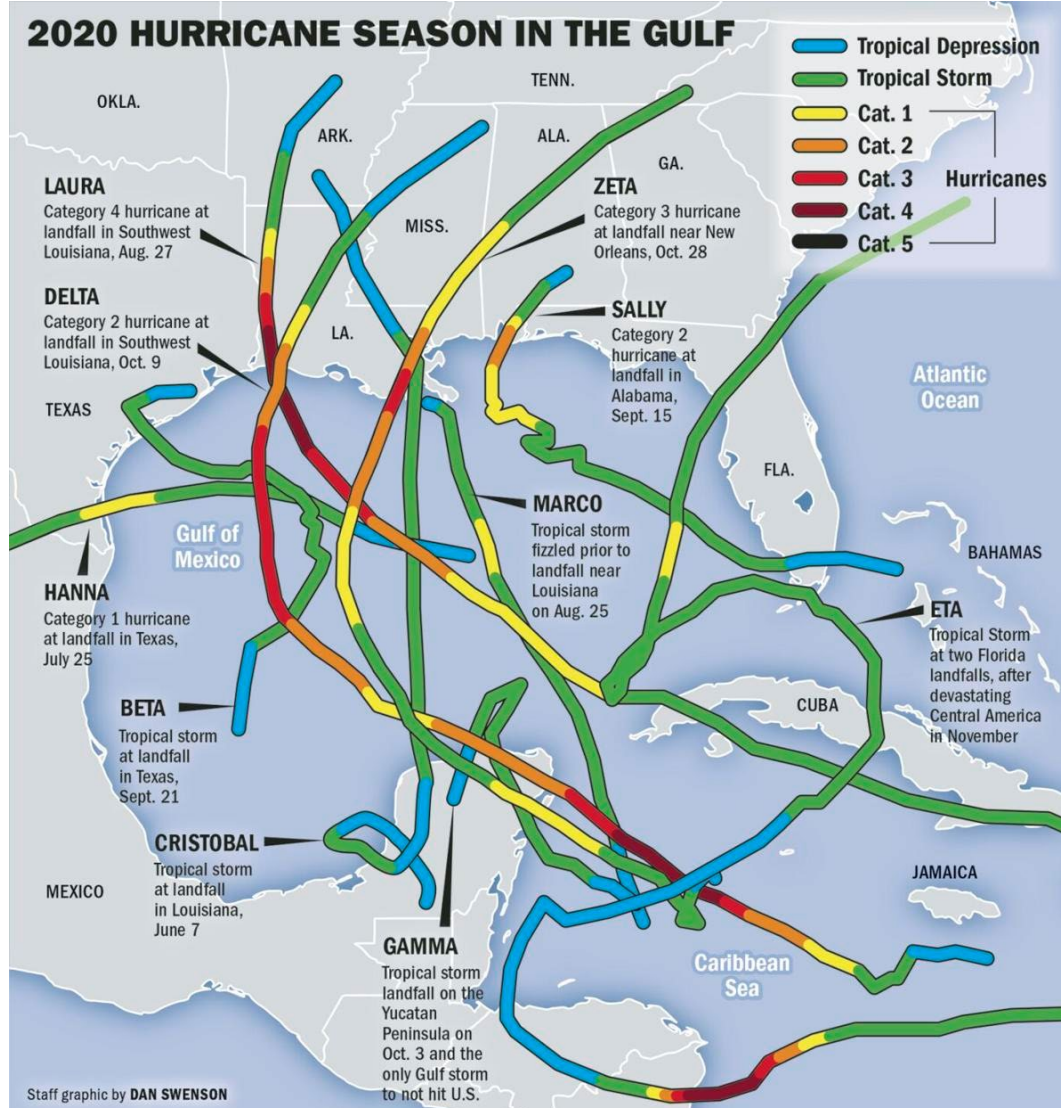 2020 HURRICANE SEASON IN THE GULF
Tropical Depression
Tropical Storm
Cat. 1
Cat. 2
Cat. 3
Cat. 4
Cat. 5
Hurricanes
OKLA.
TENN.
ARK.
ALA.
GA.
MISS.
LAURA
Category 4 hurricane at
landfall in Southwest
Louisiana, Aug. 27
ZETA
Category 3 hurricane
at landfall near New
Orleans, Oct. 28
DELTA
Category 2 hurricane at
landfall in Southwest
Louisiana, Oct. 9
LA.
SALLY
Category 2
hurricane at
landfall in
Alabama,
Sept. 15
TEXAS
Atlantic
Ocean
FLA.
Gulf of
Mexico
MARCO
Tropical storm
fizzled prior to
landfall near
Louisiana
on Aug. 25
BAHAMAS
HANNA
Category 1 hurricane
at landfall in Texas,
July 25
ETA
Tropical Storm
at two Florida
landfalls, after
devastating
Central America
in November
BETA
Tropical storm
at landfall
in Texas,
Sept. 21
CUBA
CRISTOBAL
Tropical storm
at landfall
in Louisiana,
June 7
MEXICO
JAMAICA
GAMMA
Tropical storm
landfall on the
Yucatan
Peninsula on
Oct. 3 and the
only Gulf storm
to not hit U.S.
Caribbean
Sea
Staff graphic by DAN SWENSON